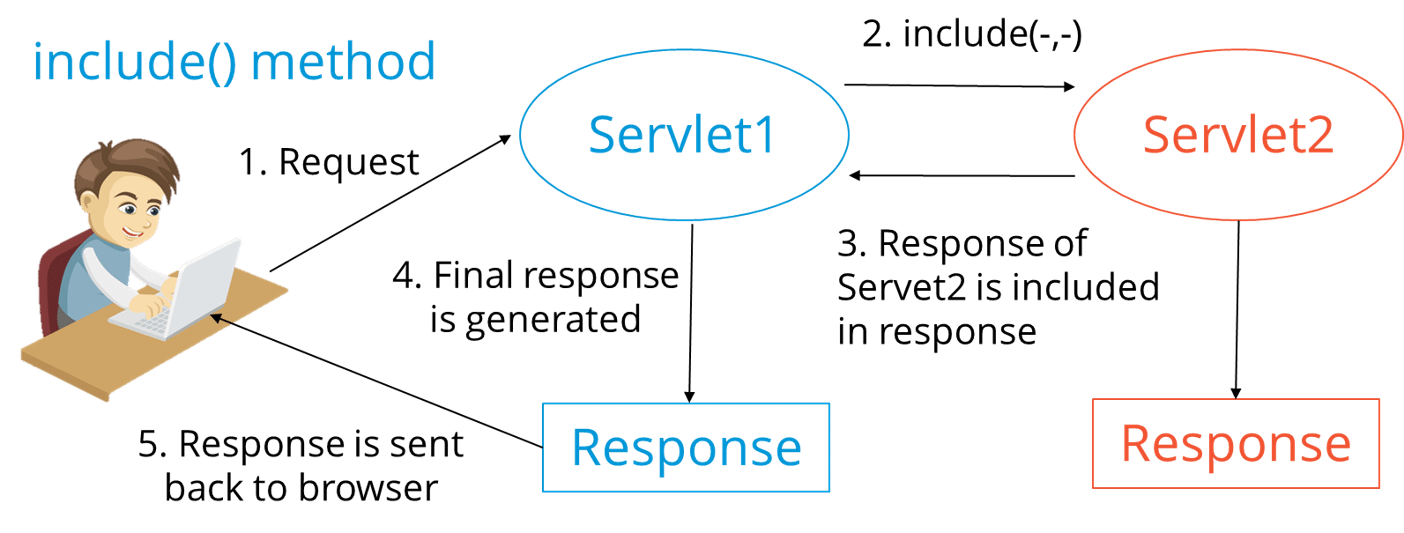 include() method
1. Request
Servlet1
2. include(-,-)
Servlet2
3. Response of
Servet2 is included
in response
4. Final response
is generated
Response
Response
5. Response is sent
back to browser